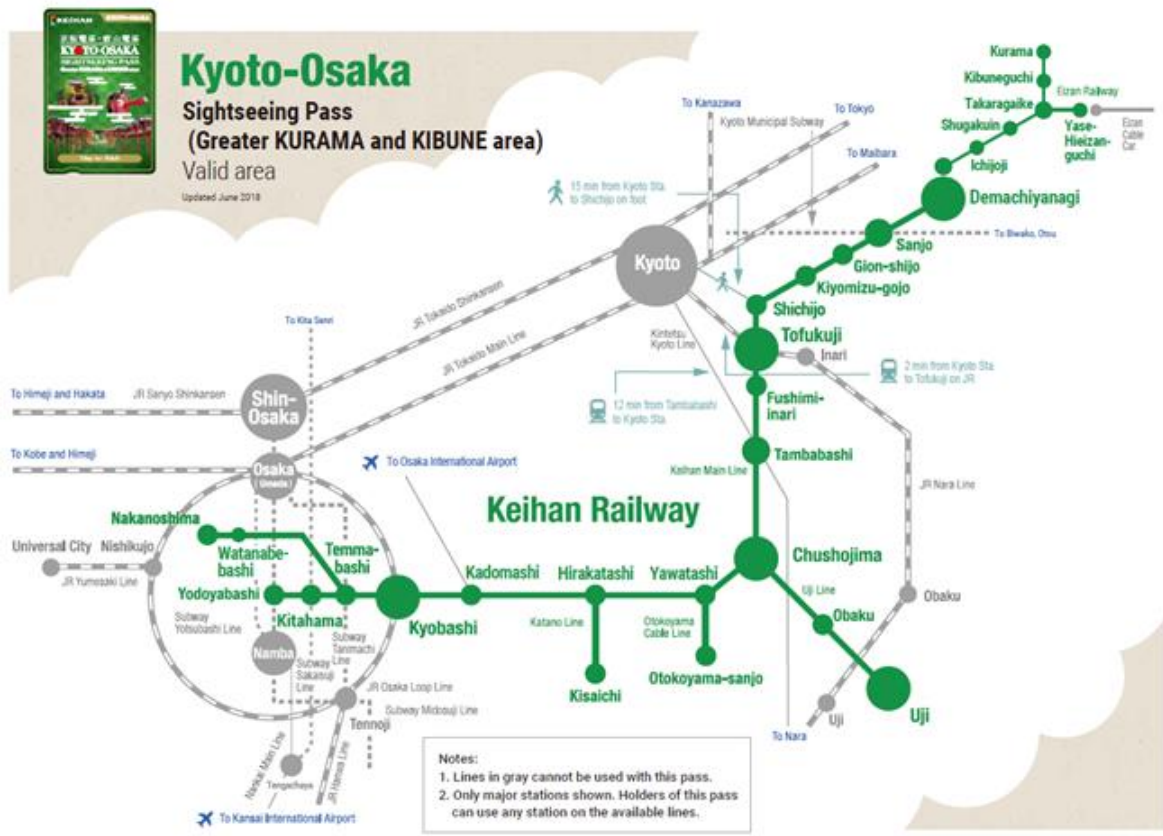 KEIHAN
KYOTO-OSAKA
SIGHTSEEING PASS
Kyoto-Osaka
Sightseeing Pass
(Greater KURAMA and KIBUNE area)
Valid area
Updated June 2018
Kurama
Kibuneguchi
Eizan Railway
Takaragaike
Shugakuin
Yase-
Hieizan-
guchi
Eizan
Cable
Car
Ichijoji
Demachiyanagi
To Kanazawa
Kyoto Municipal Subway
To Tokyo
To Maibara
15 min from Kyoto Sta.
to Shichijo on foot
Sanjo
To Biwako, Otsu
Gion-shijo
Kiyomizu-gojo
Kyoto
Shichijo
Tofukuji
Inari
JR Tokaido Shinkansen
To Kita Senri
JR Tokaido Main Line
Kintetsu
Kyoto Line
2 min from Kyoto Sta
to Tofukuji on JR
To Himeji and Hakata
JR Sanyo Shinkansen
Shin-
Osaka
12 min from Tambabashi
to Kyoto Sta.
Fushimi-
inari
Tambabashi
To Kobe and Himeji
Osaka
(Umeda)
To Osaka International Airport
Keihan Main Line
JR Nara Line
Keihan Railway
Nakanoshima
Watanabe-
bashi
Temma-
bashi
Universal City
Nishikujo
JR Yumesaki Line
Yodoyabashi
Kitahama
Kyobashi
Kadomashi
Hirakatashi
Yawatashi
Chushojima
Uji Line
Obaku
Obaku
Subway
Yotsubashi Line
Katano Line
Otokoyama
Cable Line
Namba
Subway
Sakaisuji
Line
Subway
Tanimachi
Line
Kisaichi
Otokoyama-sanjo
JR Osaka Loop Line
Subway Midosuji Line
Tennoji
Uji
Uji
To Nara
Nankai Main Line
Tengachaya
JR Hanwa Line
To Kansai International Airport
Notes:
1. Lines in gray cannot be used with this pass.
2. Only major stations shown. Holders of this pass
can use any station on the available lines.